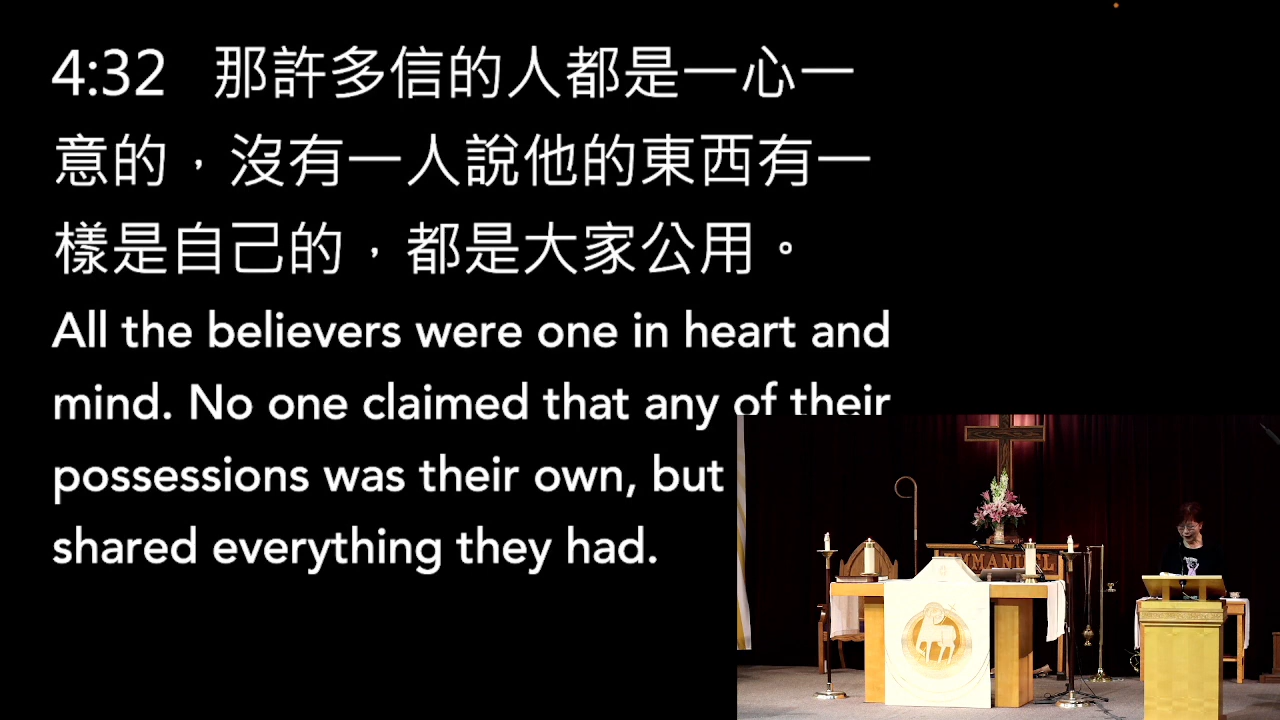 4:32 那許多信的人都是一心一
意的，沒有一人說他的東西有一
樣是自己的，都是大家公用。
All the believers were one in heart and
mind. No one claimed that any of their
possessions was their own, but
shared everything they had.
IMMANUEL